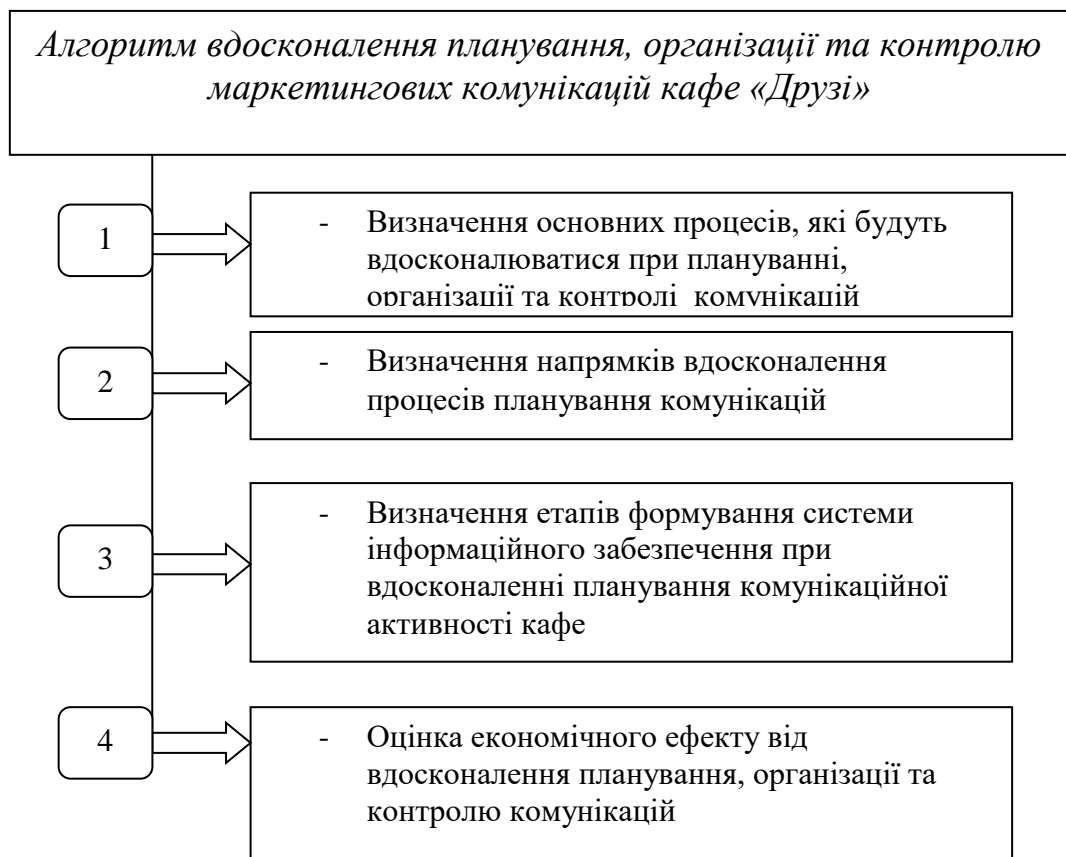 Алгоритм вдосконалення планування, організації та контролю
маркетингових комунікацій кафе «Друзі»
1
- Визначення основних процесів, які будуть
вдосконалюватися при плануванні,
організації та контролі комунікацій
2
- Визначення напрямків вдосконалення
процесів планування комунікацій
3
- Визначення етапів формування системи
інформаційного забезпечення при
вдосконаленні планування комунікаційної
активності кафе
4
- Оцінка економічного ефекту від
вдосконалення планування, організації та
контролю комунікацій